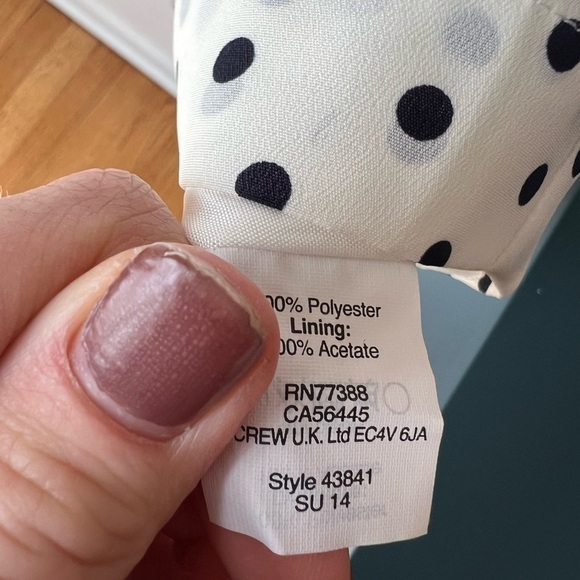 00% Polyester
Lining:
00% Acetate
RN77388
CA56445
CREW U.K. Ltd EC4V 6JA
Style 43841
SU 14